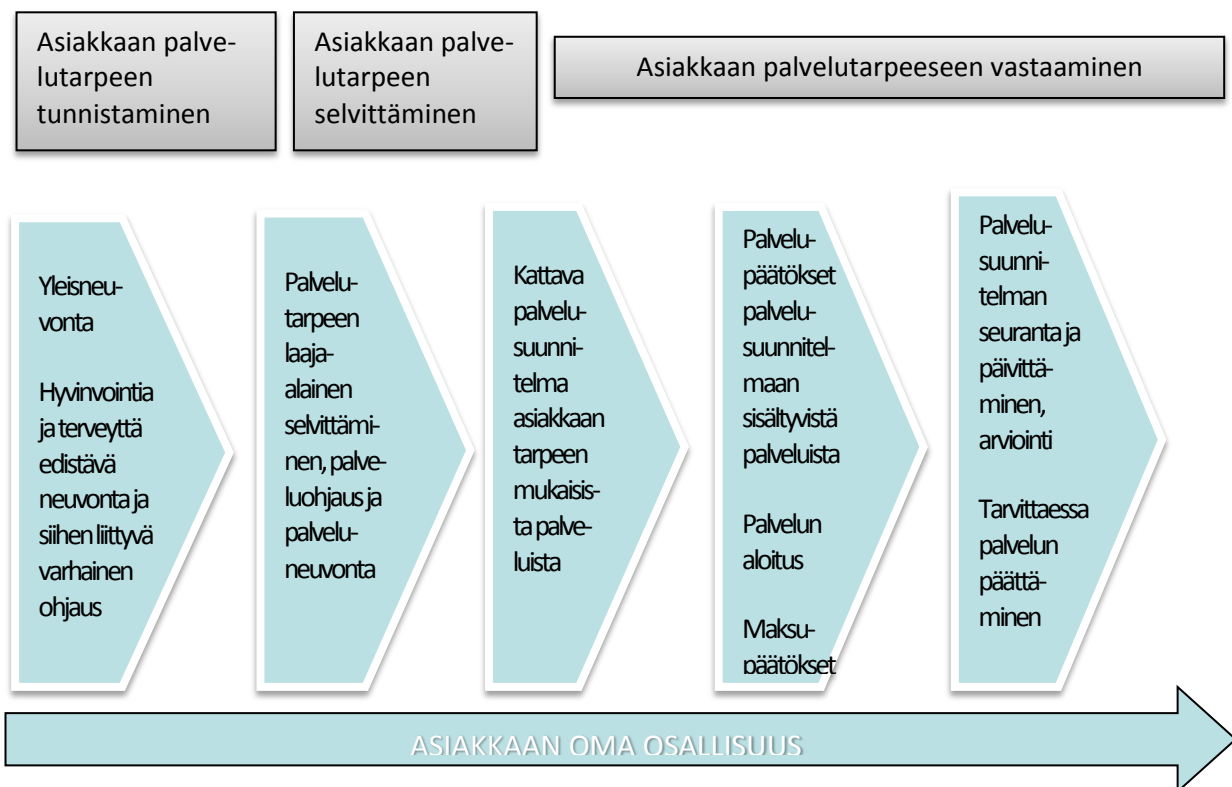 Asiakkaan palve-
lutarpeen
tunnistaminen
Asiakkaan palve-
lutarpeen
selvittäminen
Asiakkaan palvelutarpeeseen vastaaminen
Yleisneu-
vonta
Hyvinvointia
ja terveyttä
edistävä
neuvonta ja
siihen liittyvä
varhainen
ohjaus
Palvelu-
tarpeen
laaja-
alainen
selvittämi-
nen, palve-
luohjaus ja
palvelu-
neuvonta
Kattava
palvelu-
suunni-
telma
asiakkaan
tarpeen
mukaisis-
ta palve-
luista
Palvelu-
päätökset
palvelu-
suunnitel-
maan
sisältyvistä
palveluista
Palvelun
aloitus
Maksu-
päätökset
Palvelu-
suunni-
telman
seuranta ja
päivittä-
minen,
arviointi
Tarvittaessa
palvelun
päättä-
minen
ASIAKKAAN OMA OSALLISUUS